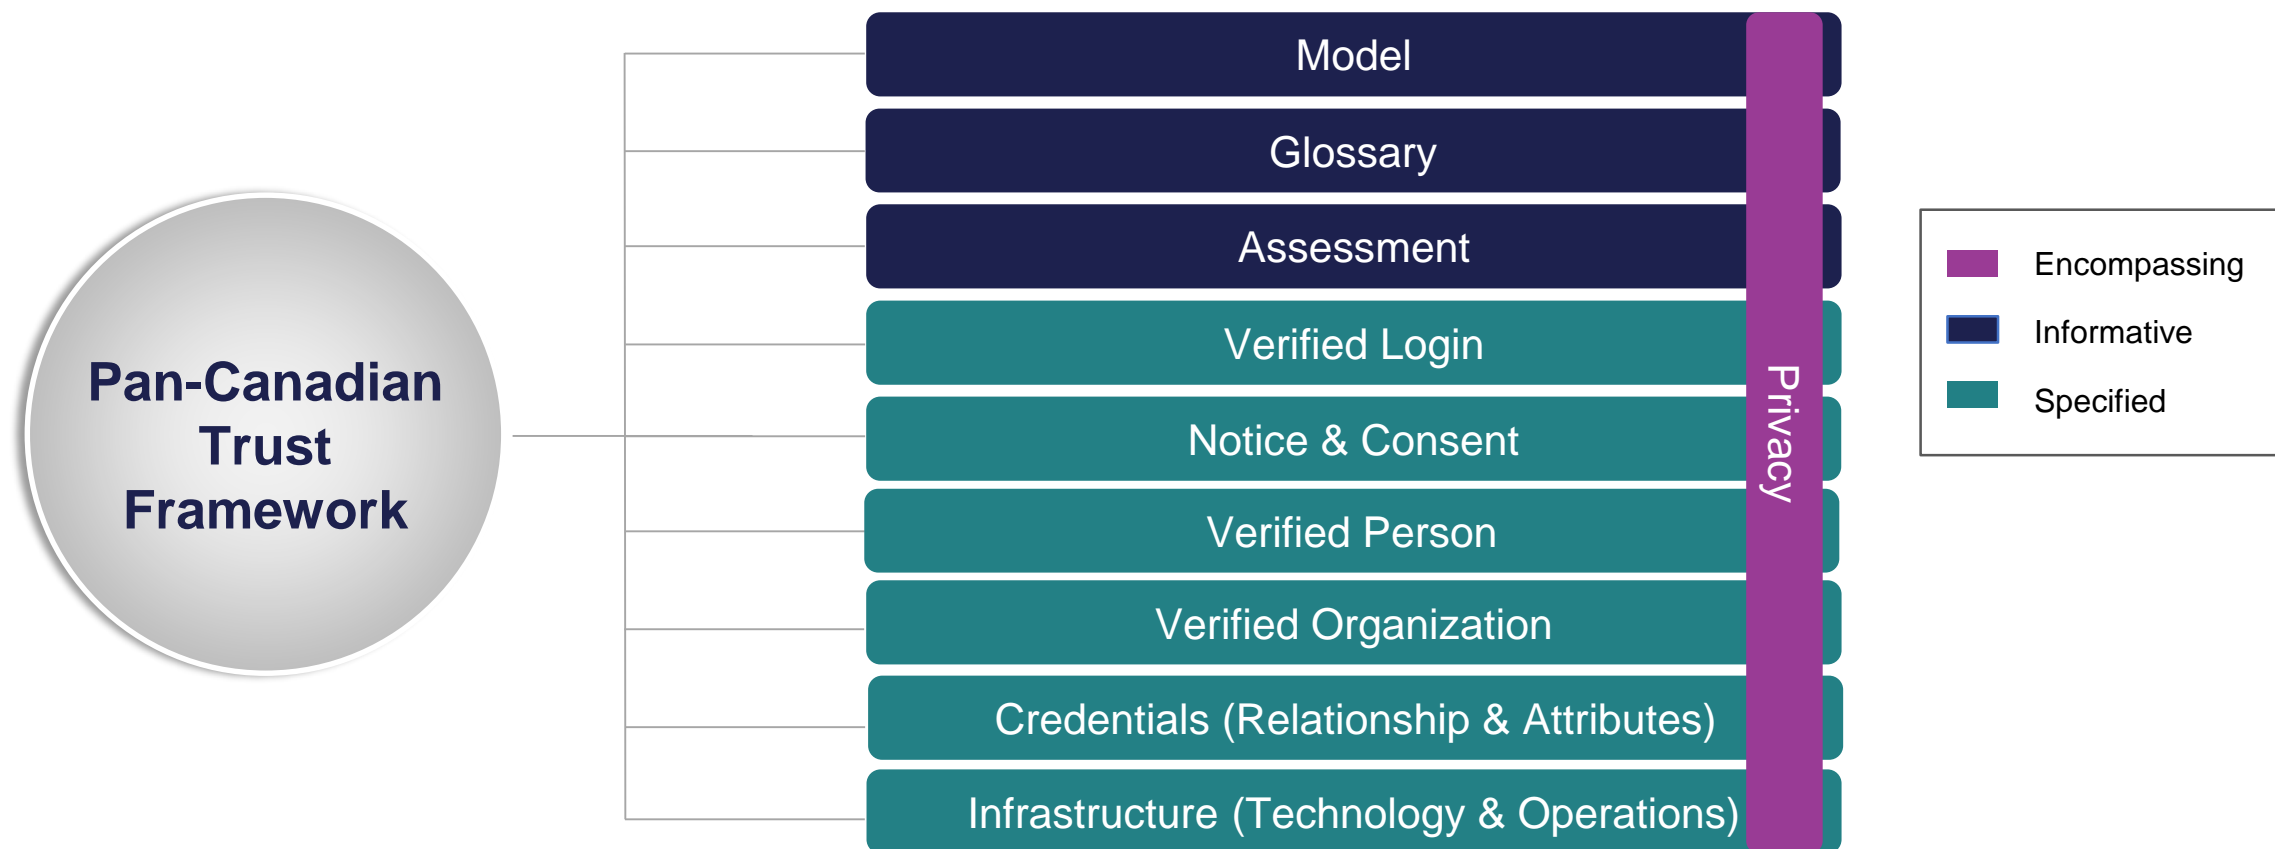 Pan-Canadian
Trust
Framework
Model
Glossary
Assessment
Verified Login
Notice & Consent
Verified Person
Verified Organization
Credentials (Relationship & Attributes)
Infrastructure (Technology & Operations)
Privacy
Encompassing
Informative
Specified